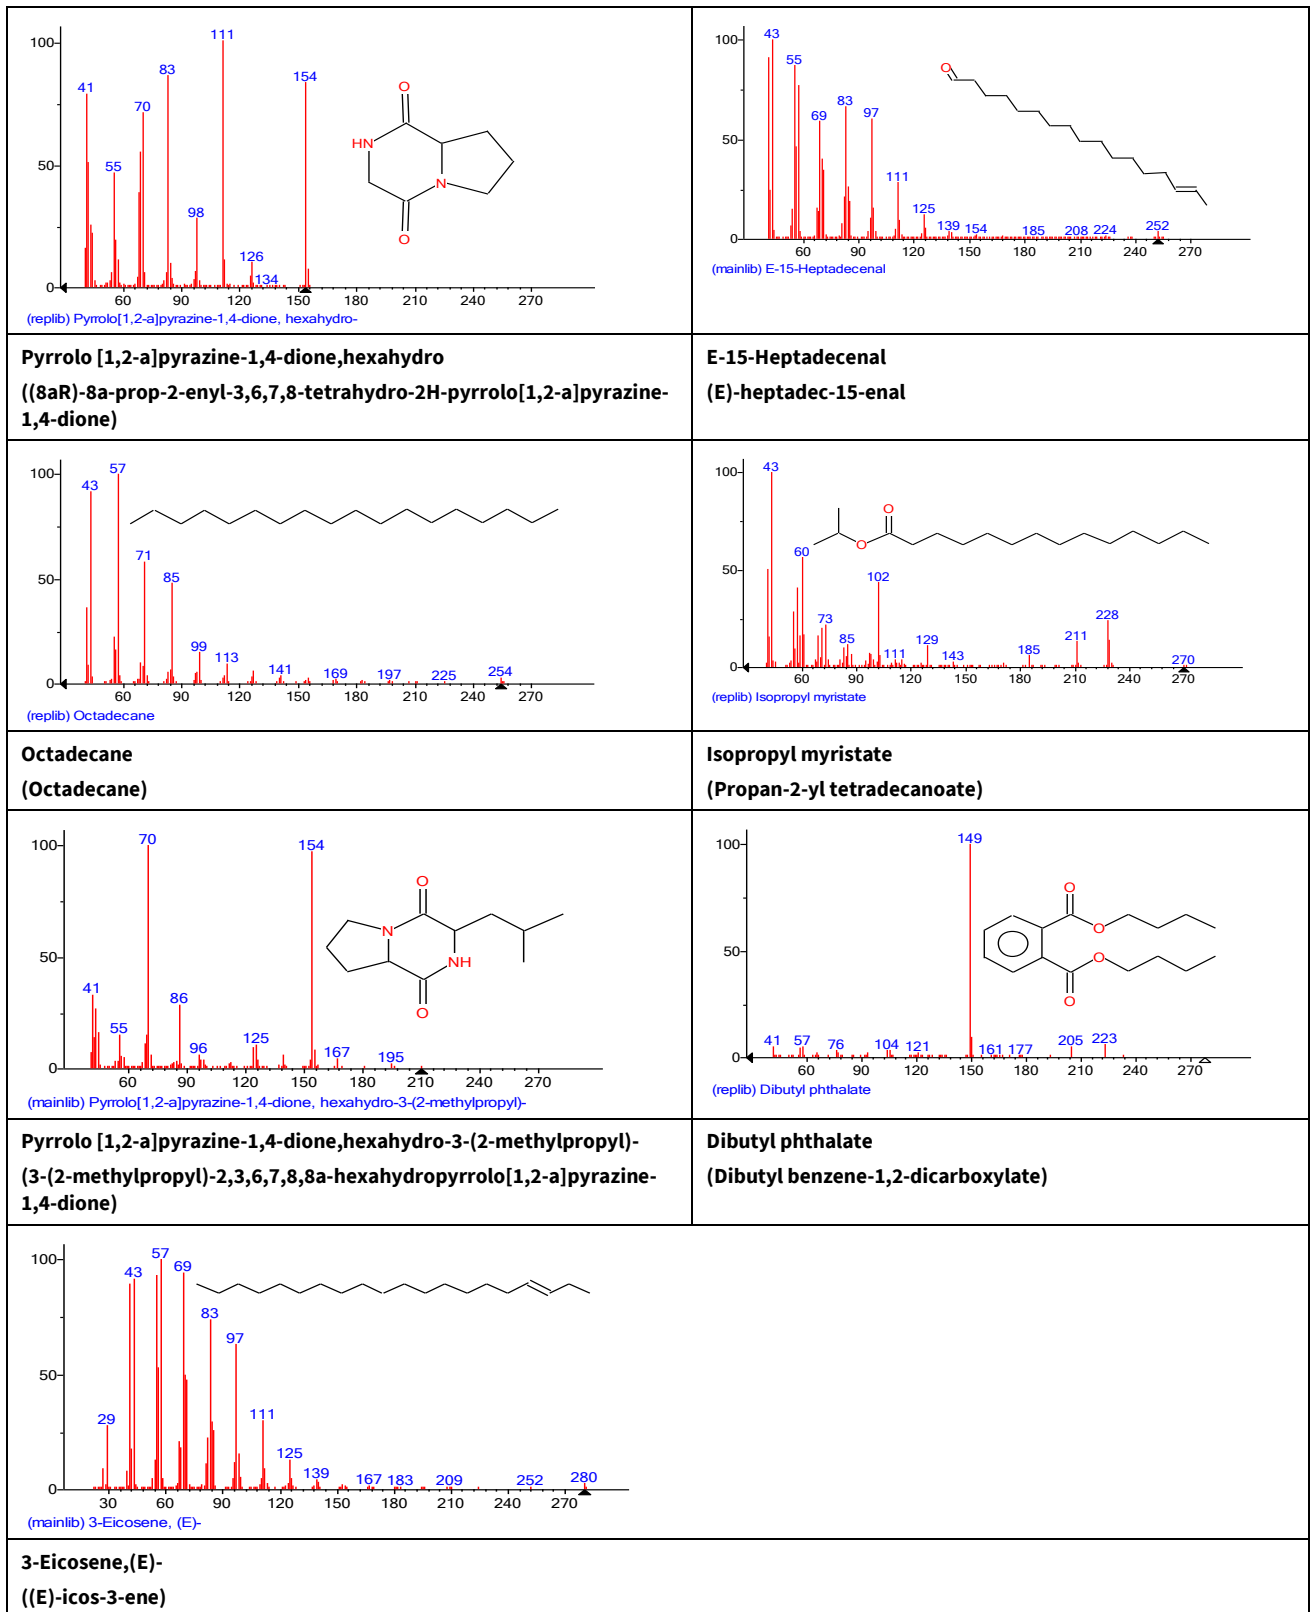 100
50
0
41
55
70
83
98
111
126
134
154
O
HN
N
O
60 90 120 150 180 210 240 270
(replib) Pyrrolo[1,2-a]pyrazine-1,4-dione, hexahydro-
100
50
0
43
55
69
83
97
111
125
139 154 185 208 224 252
O
60 90 120 150 180 210 240 270
(mainlib) E-15-Heptadecenal
Pyrrolo [1,2-a]pyrazine-1,4-dione,hexahydro
((8aR)-8a-prop-2-enyl-3,6,7,8-tetrahydro-2H-pyrrolo[1,2-a]pyrazine-
1,4-dione)
E-15-Heptadecenal
(E)-heptadec-15-enal
100
50
0
43
57
71
85
99
113
141 169 197 225 254
60 90 120 150 180 210 240 270
(replib) Octadecane
100
50
0
43
60
73
85
102
111
129
143
185
211
228
270
O
O
60 90 120 150 180 210 240 270
(replib) Isopropyl myristate
Octadecane
(Octadecane)
Isopropyl myristate
(Propan-2-yl tetradecanoate)
100
50
0
41
55
70
86
96
125
154
167
195
O
N
NH
O
60 90 120 150 180 210 240 270
(mainlib) Pyrrolo[1,2-a]pyrazine-1,4-dione, hexahydro-3-(2-methylpropyl)-
100
50
0
41 57 76 104 121
149
161 177 205 223
O
O
O
O
60 90 120 150 180 210 240 270
(replib) Dibutyl phthalate
Pyrrolo [1,2-a]pyrazine-1,4-dione,hexahydro-3-(2-methylpropyl)-
(3-(2-methylpropyl)-2,3,6,7,8,8a-hexahydropyrrolo[1,2-a]pyrazine-
1,4-dione)
Dibutyl phthalate
(Dibutyl benzene-1,2-dicarboxylate)
100
50
0
29
43
57
69
83
97
111
125
139 167 183 209 252 280
30 60 90 120 150 180 210 240 270
(mainlib) 3-Eicosene, (E)-
3-Eicosene,(E)-
((E)-icos-3-ene)